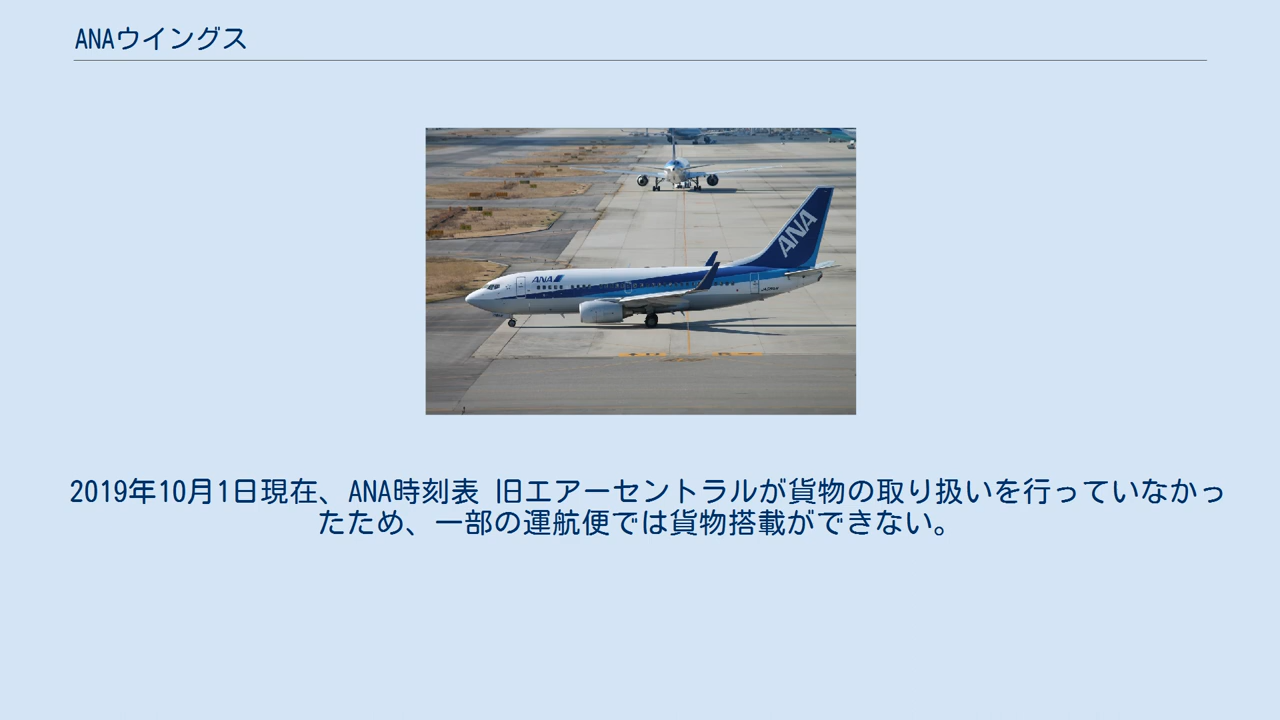 ANAウイングス
ANA
ANA
2019年10月1日現在、ANA時刻表 旧エアーセントラルが貨物の取り扱いを行っていなかっ
たため、一部の運航便では貨物搭載ができない。